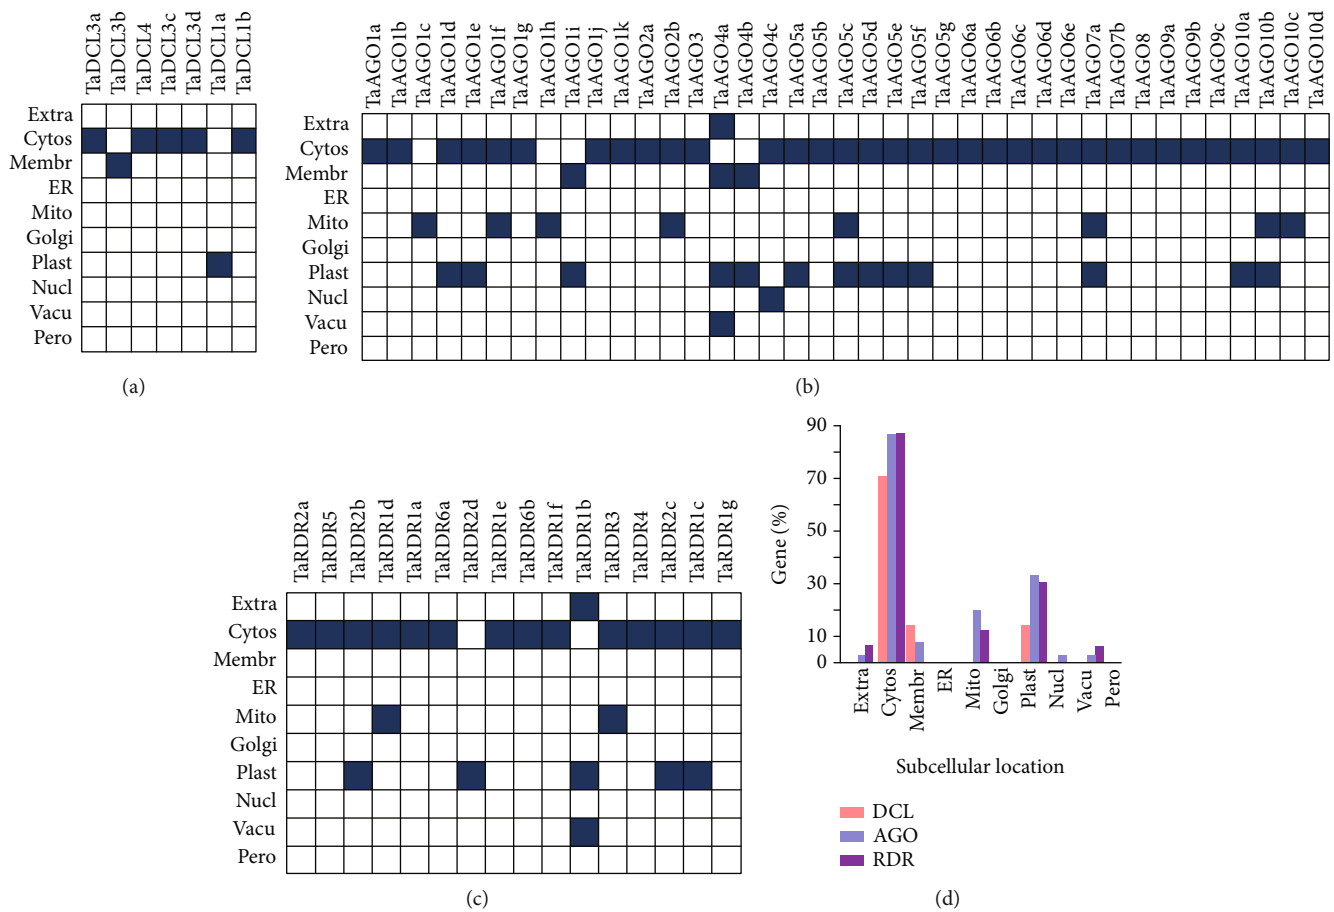 TaDCL3a
TaDCL3b
TaDCL4
TaDCL3c
TaDCL3d
TaDCL1a
TaDCL1b
Extra
Cytos
Membr
ER
Mito
Golgi
Plast
Nucl
Vacu
Pero
(a)
TaAGO1a
TaAGO1b
TaAGO1c
TaAGO1d
TaAGO1e
TaAGO1f
TaAGO1g
TaAGO1h
TaAGO1i
TaAGO1j
TaAGO1k
TaAGO2a
TaAGO2b
TaAGO3
TaAGO4a
TaAGO4b
TaAGO4c
TaAGO5a
TaAGO5b
TaAGO5c
TaAGO5d
TaAGO5e
TaAGO5f
TaAGO5g
TaAGO6a
TaAGO6b
TaAGO6c
TaAGO6d
TaAGO6e
TaAGO7a
TaAGO7b
TaAGO8
TaAGO9a
TaAGO9b
TaAGO9c
TaAGO10a
TaAGO10b
TaAGO10c
TaAGO10d
Extra
Cytos
Membr
ER
Mito
Golgi
Plast
Nucl
Vacu
Pero
(b)
TaRDR2a
TaRDR5
TaRDR2b
TaRDR1d
TaRDR1a
TaRDR6a
TaRDR2d
TaRDR1e
TaRDR6b
TaRDR1f
TaRDR1b
TaRDR3
TaRDR4
TaRDR2c
TaRDR1c
TaRDR1g
Extra
Cytos
Membr
ER
Mito
Golgi
Plast
Nucl
Vacu
Pero
(c)
Gene (%)
90
70
50
30
10
0
Extra
Cytos
Membr
ER
Mito
Golgi
Plast
Nucl
Vacu
Pero
Subcellular location
DCL
AGO
RDR
(d)